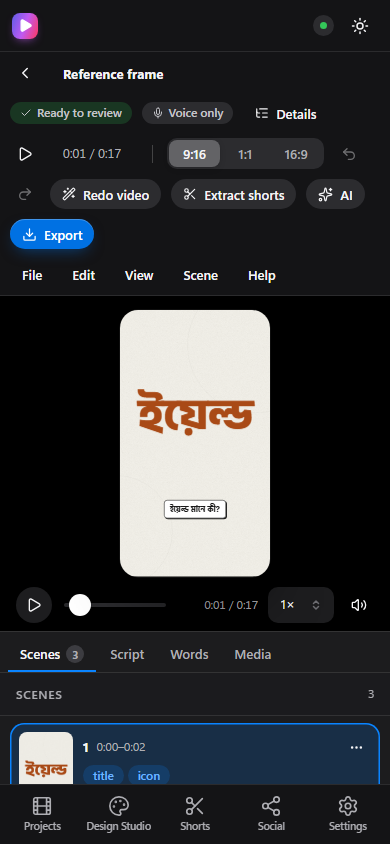 Reference frame
Ready to review
Voice only
Details
0:01 / 0:17
9:16
1:1
16:9
Redo video
Extract shorts
AI
Export
File
Edit
View
Scene
Help
ইয়েল্ড
ইয়েল্ড মানে কী?
0:01 / 0:17
1×
Scenes 3
Script
Words
Media
SCENES
3
ইয়েল্ড
1 0:00–0:02
title
icon
Projects
Design Studio
Shorts
Social
Settings